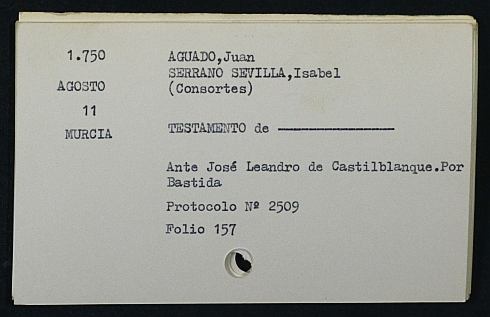 1.750
AGOSTO
11
MURCIA
AGUADO,Juan
SERRANO SEVILLA,Isabel
(Consortes)
TESTAMENTO de ----------------
Ante José Leandro de Castilblanque.Por
Bastida
Protocolo Nº 2509
Folio 157